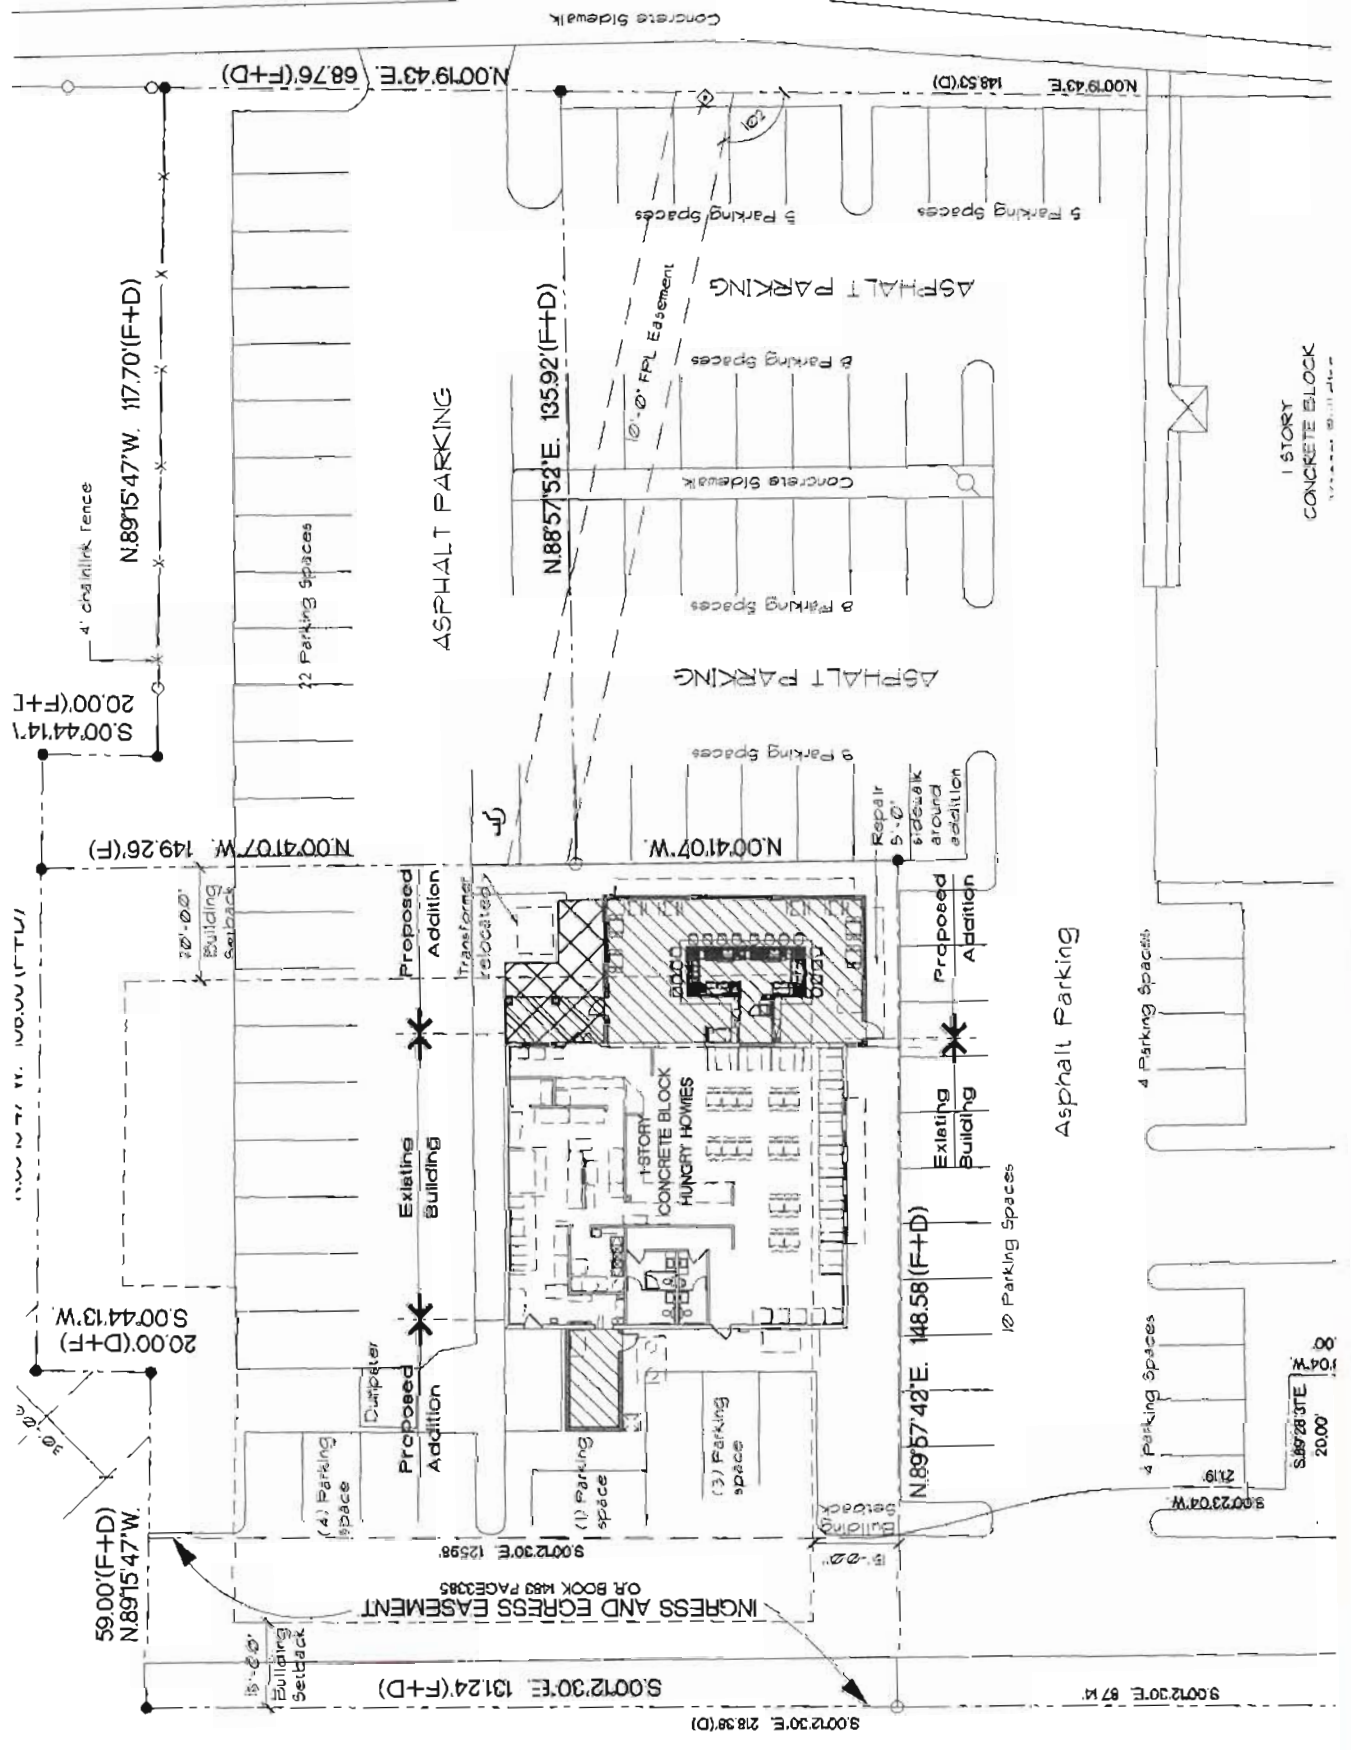 Concrete Sidewalk
N.00°19'43"E. 68.76'(F+D)
N.00°19'43"E. 148.53'(D)
102
5 Parking Spaces
5 Parking Spaces
ASPHALT PARKING
N.89°15'47"W. 117.70'(F+D)
10'-0" FPL Easement
8 Parking Spaces
N.88°57'52"E. 135.92'(F+D)
ASPHALT PARKING
1 STORY
CONCRETE BLOCK
4' chainlink fence
Concrete Sidewalk
22 Parking Spaces
8 Parking Spaces
ASPHALT PARKING
S.00°44'14"
20.00'(F+D
9 Parking Spaces
N.00°41'07"W. 149.26'(F)
N.00°41'07"W.
Repair
5'-0"
sidewalk
around
addition
20'-00"
Building
Setback
Proposed
Addition
Transformer
relocated
Proposed
Addition
Asphalt Parking
4 Parking Spaces
Existing
Building
1-STORY
CONCRETE BLOCK
HUNGRY HOWIES
Existing
Building
10 Parking Spaces
S.00°44'13"W.
20.00'(D+F)
Dumpster
Proposed
Addition
N.89°57'42"E. 148.58'(F+D)
4 Parking Spaces
(4) Parking
space
(1) Parking
space
(3) Parking
space
Building
Setback
15'-00"
S.89°28'31"E
20.00'
21.19'
S.00°23'04"W.
59.00'(F+D)
N.89°15'47"W.
S.00°12'30"E. 125.98'
O.R. BOOK 1483 PAGE3385
INGRESS AND EGRESS EASEMENT
15'-00"
Building
Setback
S.00°12'30"E. 131.24'(F+D)
S.00°12'30"E. 218.38'(D)
S.00°12'30"E. 87.14'